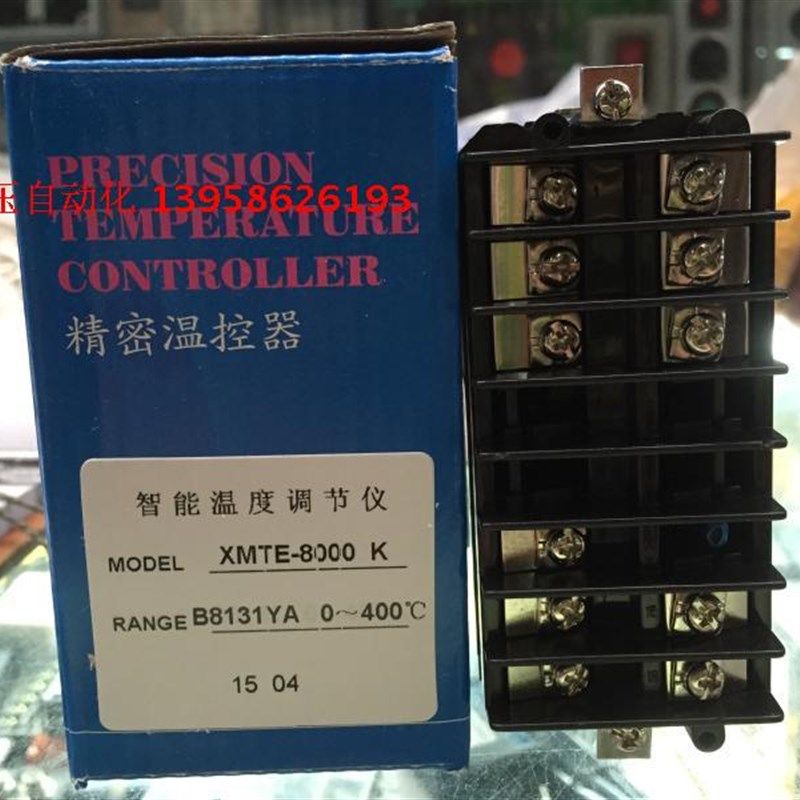 PRECISION
压自动化 13958626193
TEMPERATURE
CONTROLLER
精密温控器
智能温度调节仪
MODEL XMTE-8000 K
RANGE B8131YA 0～400℃
15 04